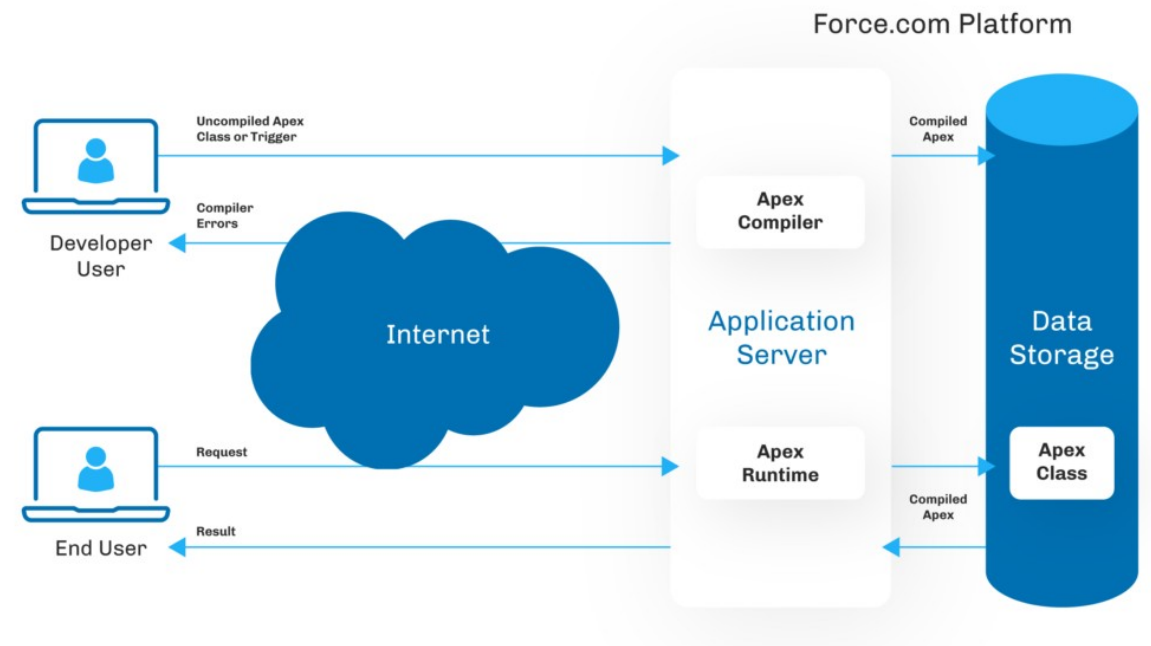 Force.com Platform
Uncompiled Apex
Class or Trigger
Compiled
Apex
Compiler
Errors
Developer
User
Apex
Compiler
Internet
Application
Server
Data
Storage
Request
Apex
Runtime
Apex
Class
Compiled
Apex
Result
End User